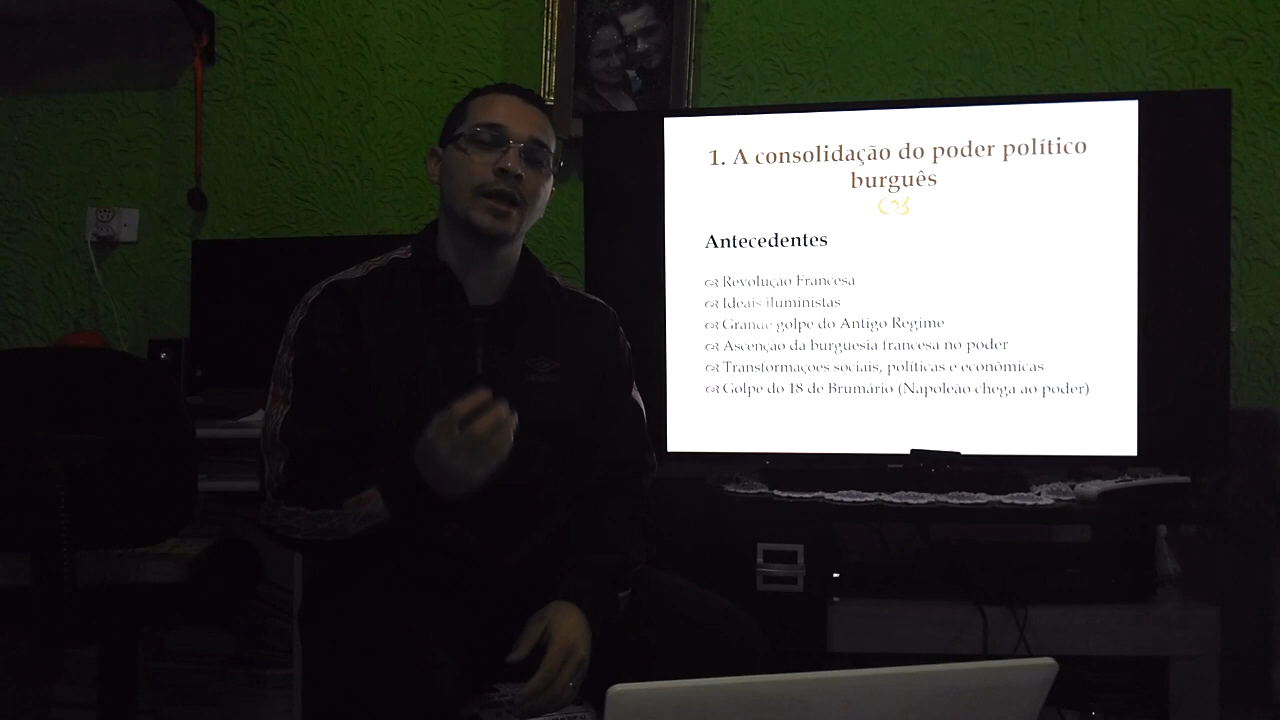 1. A consolidação do poder político
burguês
Antecedentes
Revolução Francesa
Ideais iluministas
Grande golpe do Antigo Regime
Ascenção da burguesia francesa no poder
Transformações sociais, políticas e econômicas
Golpe do 18 de Brumário (Napoleão chega ao poder)